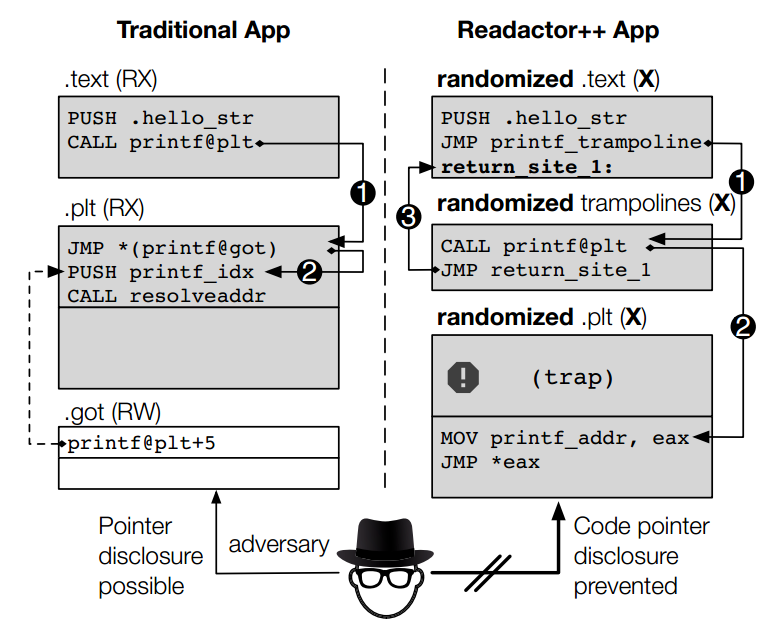 Traditional App
.text (RX)
PUSH .hello_str
CALL printf@plt
1
.plt (RX)
JMP *(printf@got)
PUSH printf_idx
2
CALL resolveaddr
.got (RW)
printf@plt+5
Pointer
disclosure
possible
adversary
Readactor++ App
randomized .text (X)
PUSH .hello_str
JMP printf_trampoline
return_site_1:
1
3
randomized trampolines (X)
CALL printf@plt
JMP return_site_1
2
randomized .plt (X)
!
(trap)
MOV printf_addr, eax
JMP *eax
Code pointer
disclosure
prevented